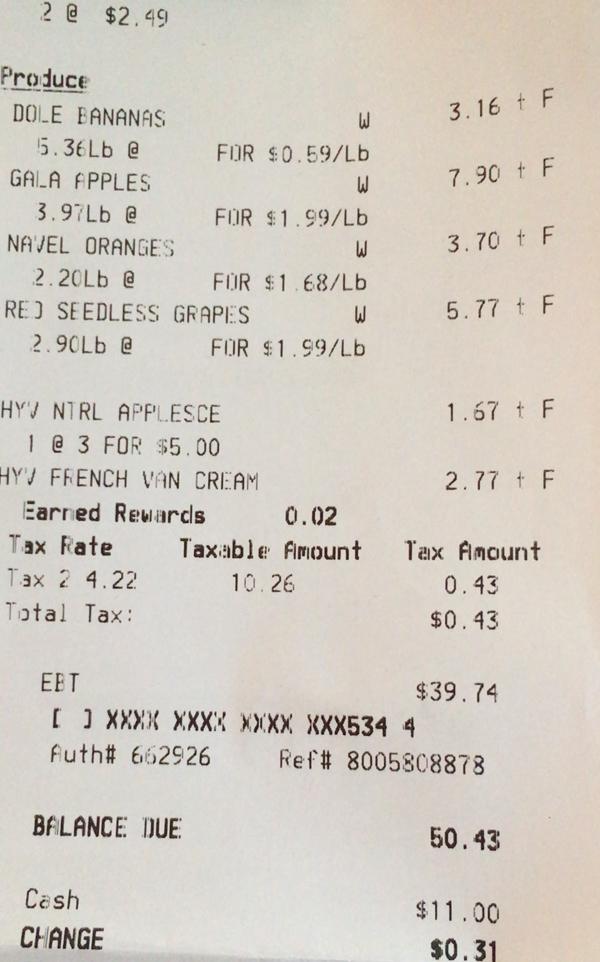 2 @ $2.49
Produce
DOLE BANANAS W 3.16 t F
5.36Lb @ FOR $0.59/Lb
GALA APPLES W 7.90 t F
3.97Lb @ FOR $1.99/Lb
NAVEL ORANGES W 3.70 t F
2.20Lb @ FOR $1.68/Lb
RED SEEDLESS GRAPES W 5.77 t F
2.90Lb @ FOR $1.99/Lb
HYV NTRL APPLESCE 1.67 t F
1 @ 3 FOR $5.00
HYV FRENCH VAN CREAM 2.77 t F
Earned Rewards 0.02
Tax Rate Taxable Amount Tax Amount
Tax 2 4.22 10.26 0.43
Total Tax: $0.43
EBT $39.74
[ ] XXXX XXXX XXXX XXX534 4
Auth# 662926 Ref# 8005808878
BALANCE DUE 50.43
Cash $11.00
CHANGE $0.31